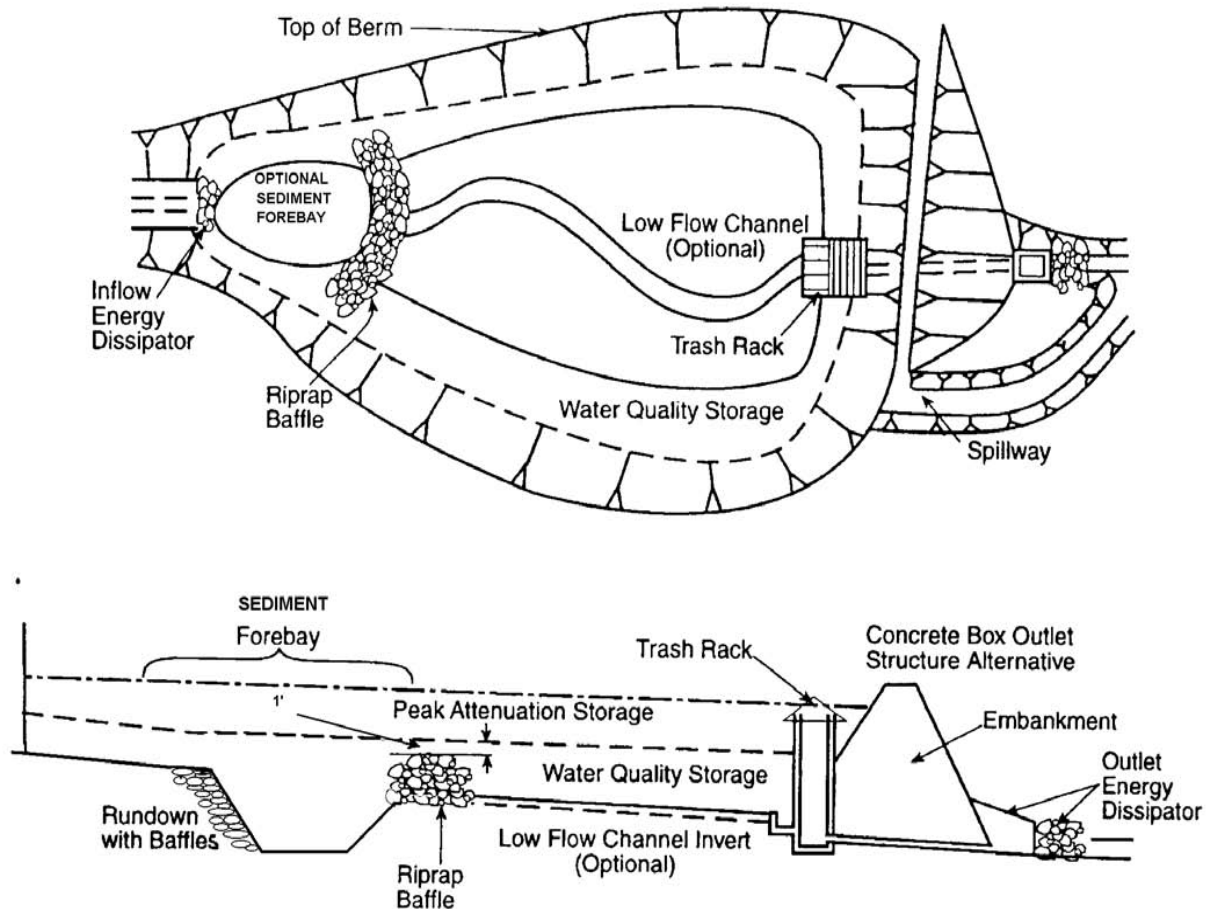 Top of Berm
OPTIONAL
SEDIMENT
FOREBAY
Low Flow Channel
(Optional)
Inflow
Energy
Dissipator
Trash Rack
Riprap
Baffle
Water Quality Storage
Spillway
SEDIMENT
Forebay
Trash Rack
Concrete Box Outlet
Structure Alternative
1'
Peak Attenuation Storage
Embankment
Water Quality Storage
Outlet
Energy
Dissipator
Rundown
with Baffles
Low Flow Channel Invert
(Optional)
Riprap
Baffle